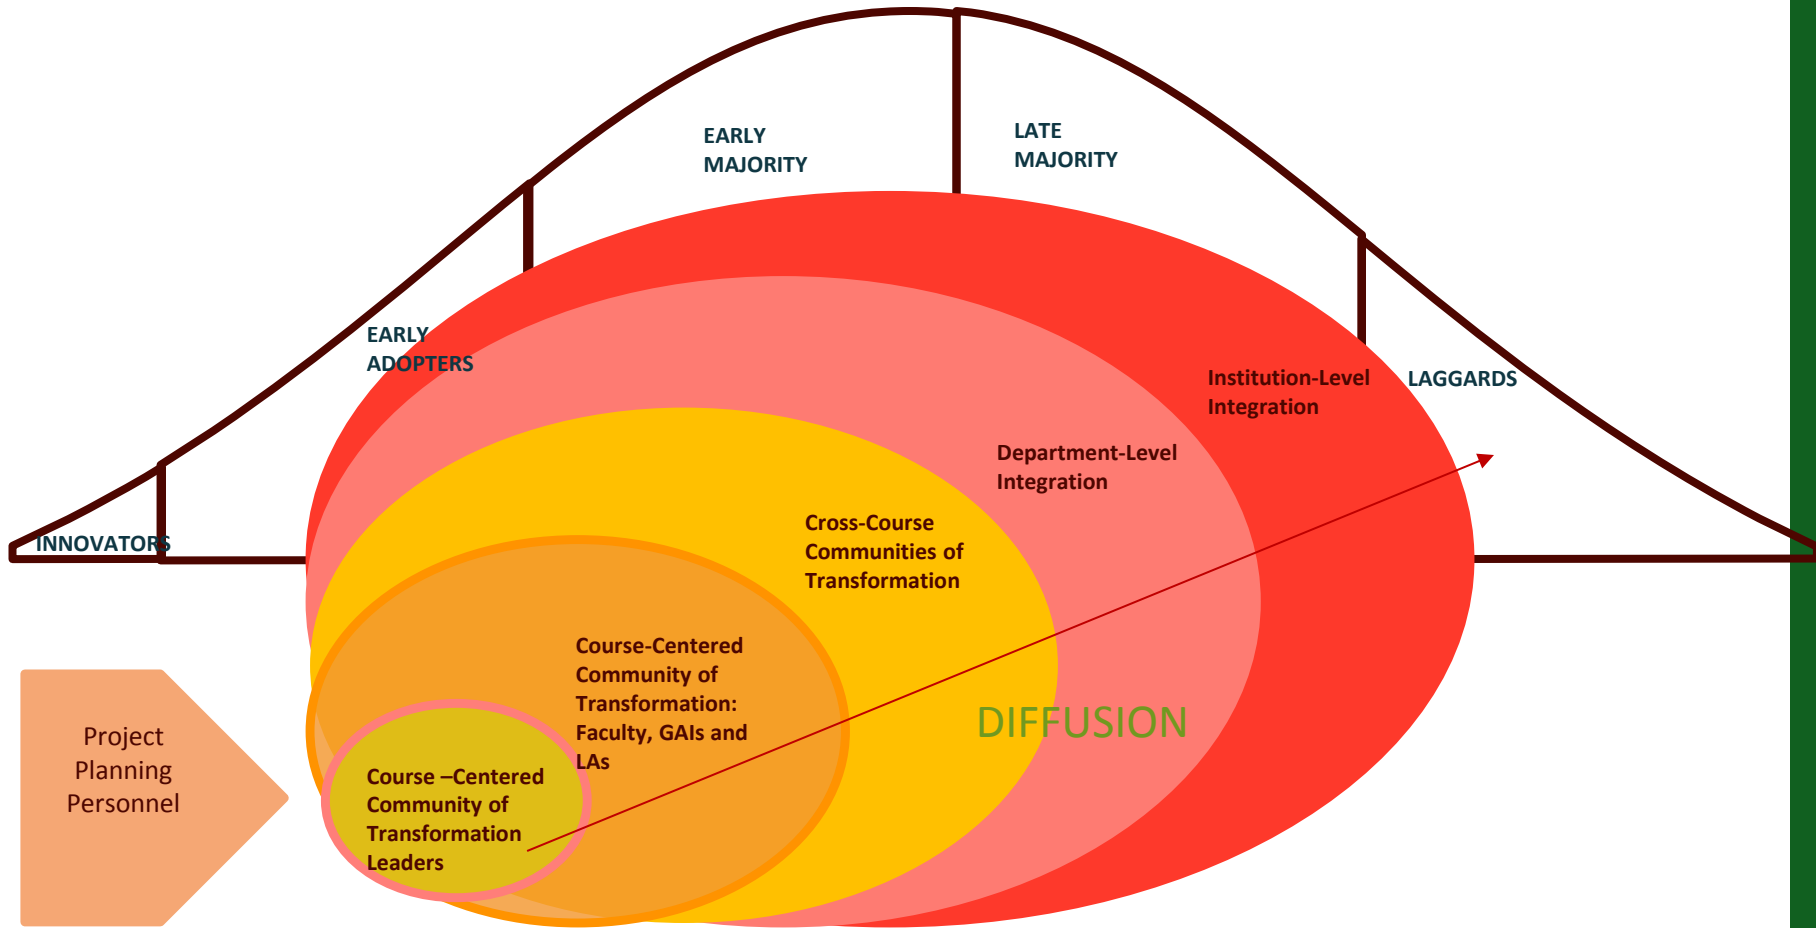 EARLY
MAJORITY
LATE
MAJORITY
EARLY
ADOPTERS
Institution-Level
Integration
LAGGARDS
Department-Level
Integration
INNOVATORS
Cross-Course
Communities of
Transformation
Course-Centered
Community of
Transformation:
Faculty, GAIs and
LAs
DIFFUSION
Project
Planning
Personnel
Course –Centered
Community of
Transformation
Leaders